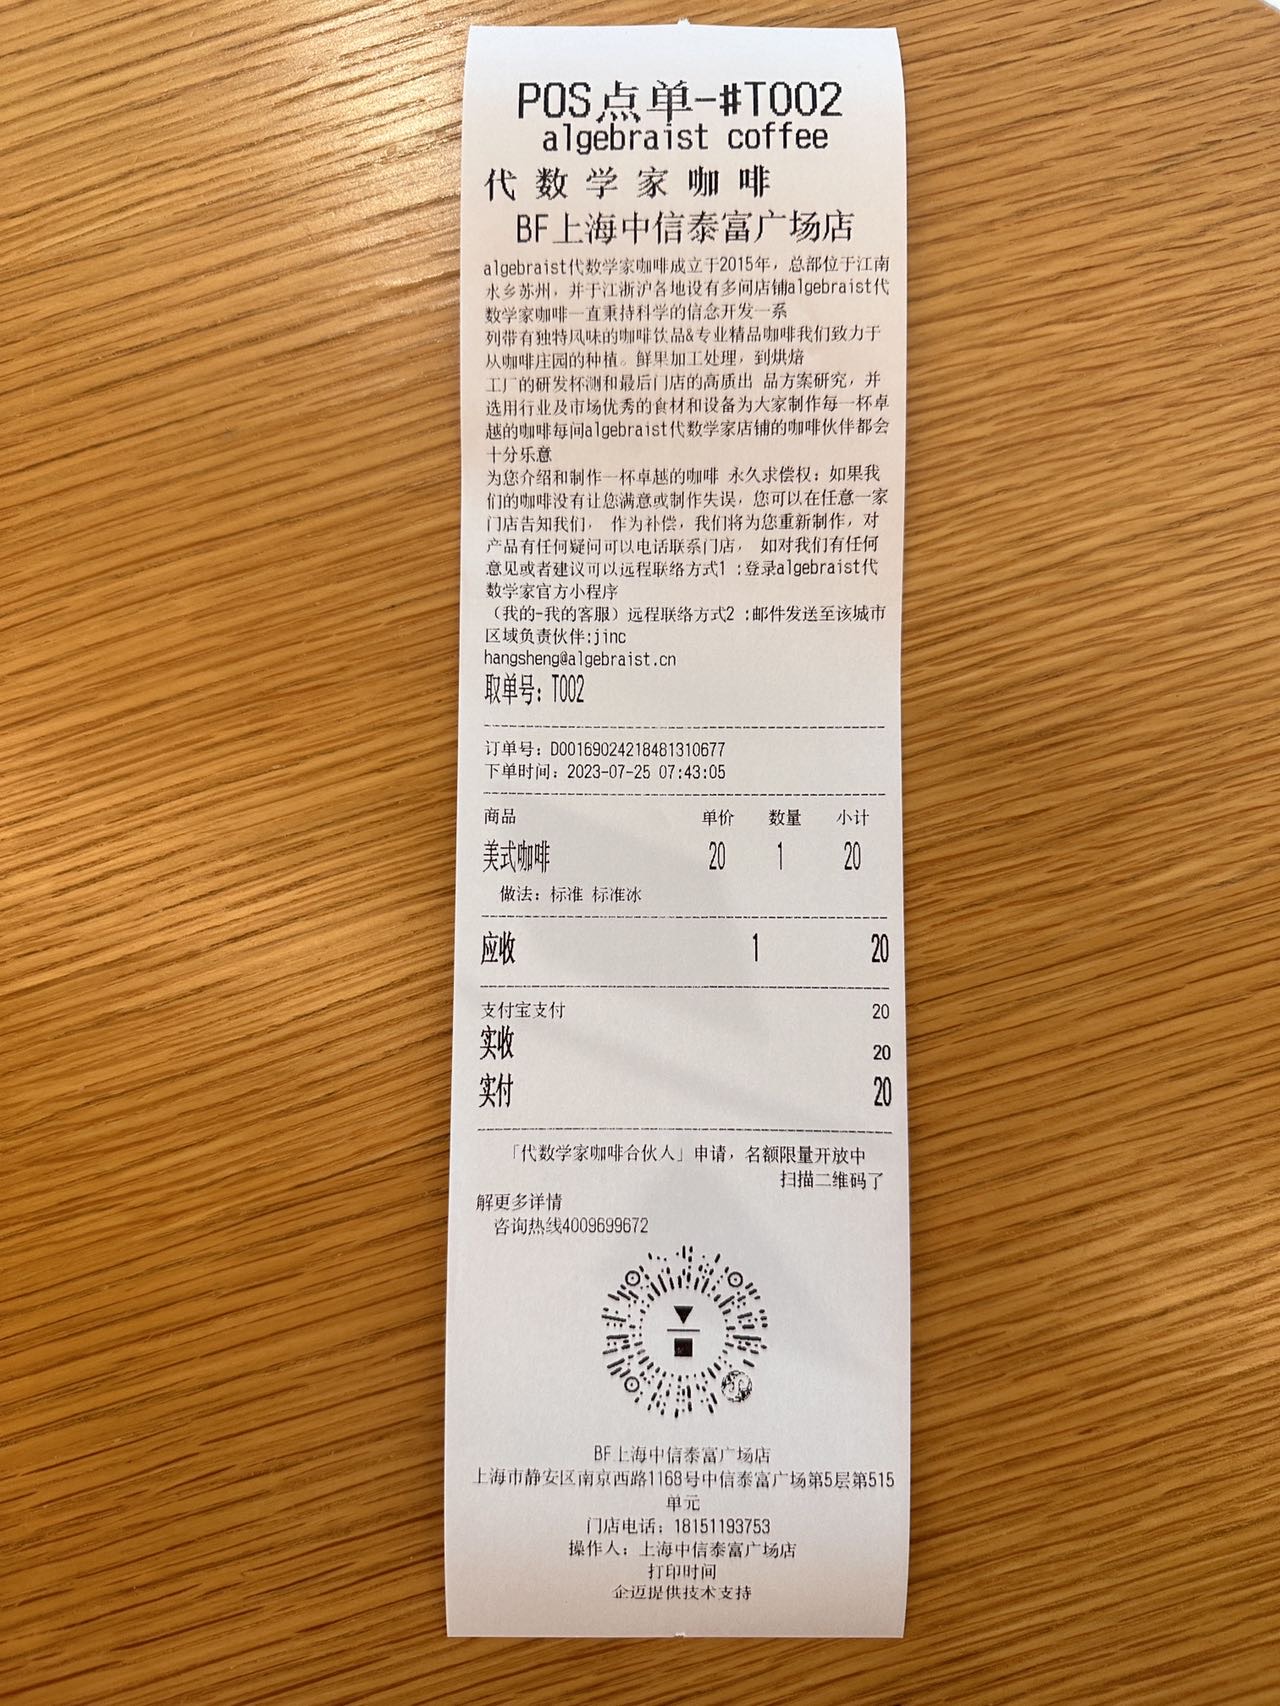 POS点单-#T002
algebraist coffee
代数学家咖啡
BF上海中信泰富广场店
algebraist代数学家咖啡成立于2015年，总部位于江南
水乡苏州，并于江浙沪各地设有多间店铺algebraist代
数学家咖啡一直秉持科学的信念开发一系
列带有独特风味的咖啡饮品&专业精品咖啡我们致力于
从咖啡庄园的种植。鲜果加工处理，到烘焙
工厂的研发杯测和最后门店的高质出 品方案研究，并
选用行业及市场优秀的食材和设备为大家制作每一杯卓
越的咖啡每间algebraist代数学家店铺的咖啡伙伴都会
十分乐意
为您介绍和制作一杯卓越的咖啡 永久求偿权：如果我
们的咖啡没有让您满意或制作失误，您可以在任意一家
门店告知我们， 作为补偿，我们将为您重新制作，对
产品有任何疑问可以电话联系门店， 如对我们有任何
意见或者建议可以远程联络方式1 :登录algebraist代
数学家官方小程序
（我的-我的客服）远程联络方式2 :邮件发送至该城市
区域负责伙伴:jinc
hangsheng@algebraist.cn
取单号：T002
订单号：D00169024218481310677
下单时间：2023-07-25 07:43:05
商品 单价 数量 小计
美式咖啡 20 1 20
做法：标准 标准冰
应收 1 20
支付宝支付 20
实收 20
实付 20
「代数学家咖啡合伙人」申请，名额限量开放中
扫描二维码了
解更多详情
咨询热线4009699672
BF上海中信泰富广场店
上海市静安区南京西路1168号中信泰富广场第5层第515
单元
门店电话：18151193753
操作人：上海中信泰富广场店
打印时间
企迈提供技术支持